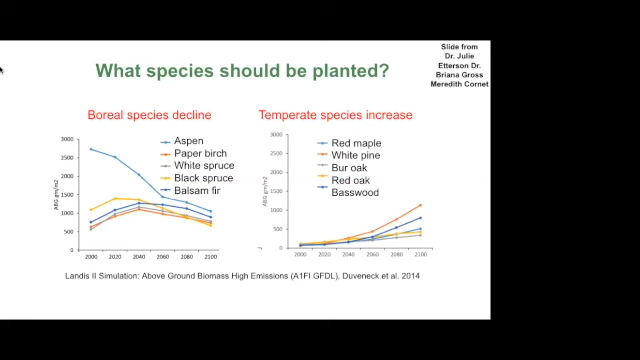 Slide from
Dr. Julie
Etterson Dr.
Briana Gross
Meredith Cornet
What species should be planted?
Boreal species decline
Temperate species increase
3000
2500
2000
1500
1000
500
0
ABG gm/m2
2000 2020 2040 2060 2080 2100
Aspen
Paper birch
White spruce
Black spruce
Balsam fir
3000
2500
2000
1500
1000
500
ABG gm/m2
2000 2020 2040 2060 2080 2100
Red maple
White pine
Bur oak
Red oak
Basswood
Landis II Simulation: Above Ground Biomass High Emissions (A1FI GFDL), Duveneck et al. 2014